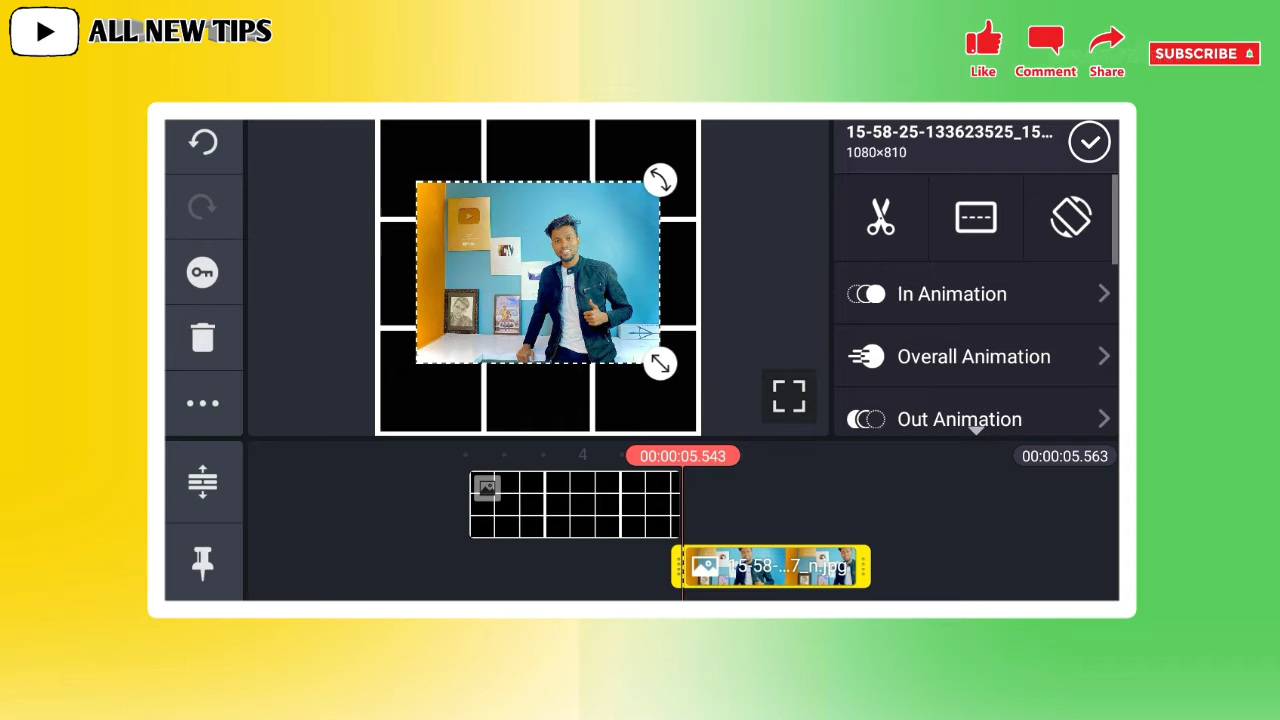 ALL NEW TIPS
Like
Comment
Share
SUBSCRIBE
15-58-25-133623525_15...
1080×810
In Animation
Overall Animation
Out Animation
4
00:00:05.543
00:00:05.563
15-58-...7_n.jpg